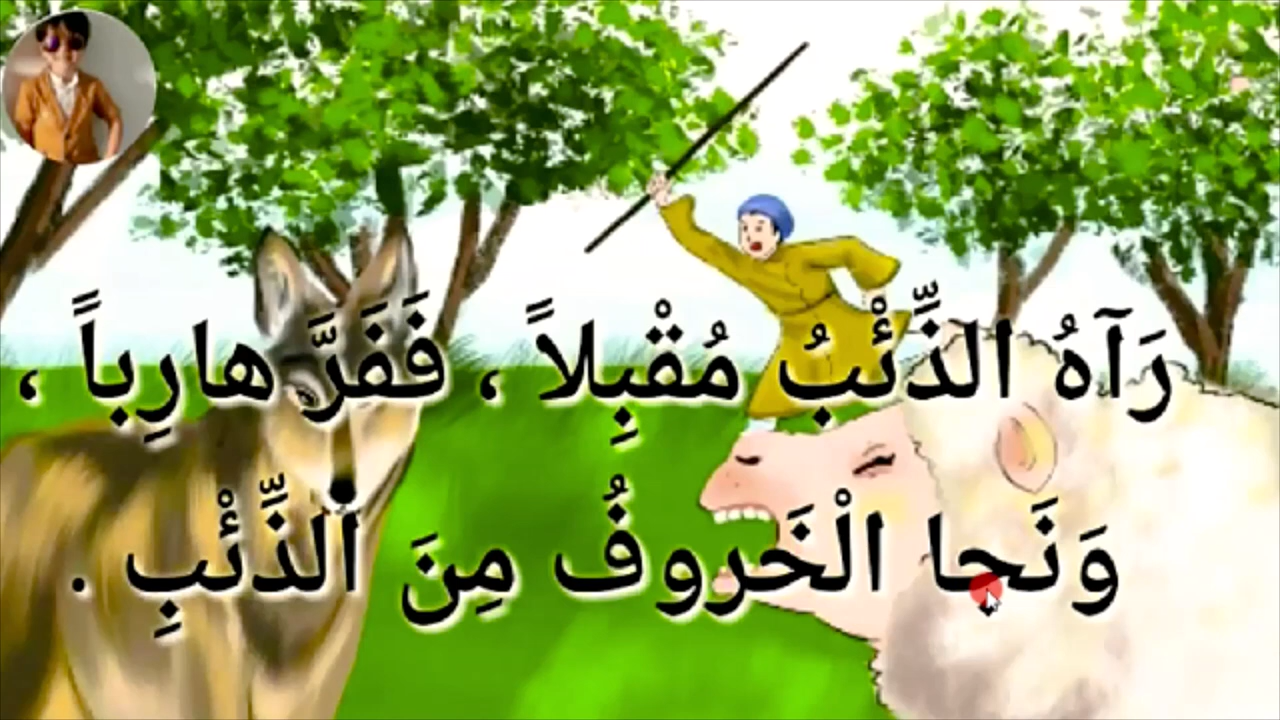 رَآهُ الذِّئْبُ مُقْبِلاً ، فَفَرَّ هارِباً ،
وَنَجا الْخَروفُ مِنَ الذِّئْبِ .